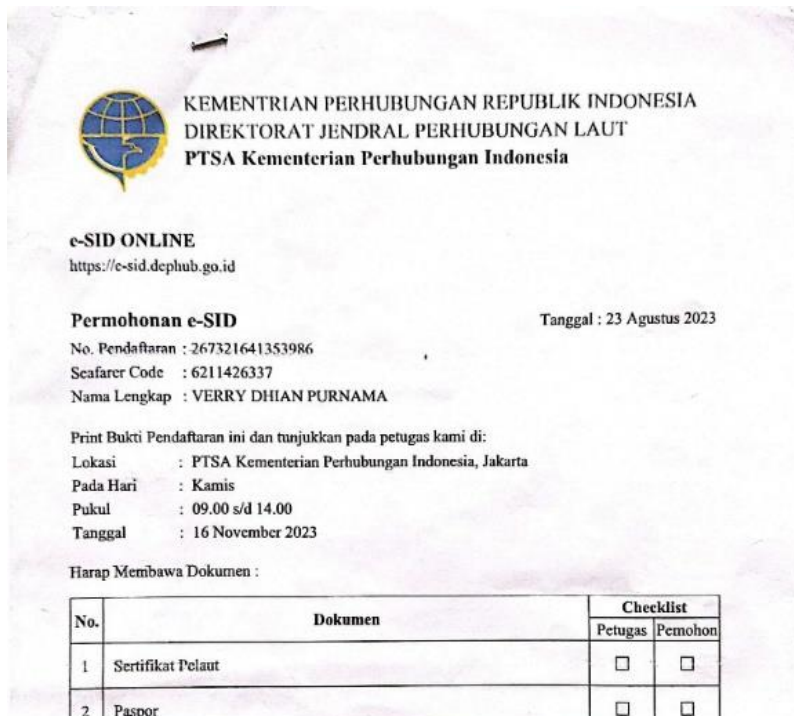 KEMENTRIAN PERHUBUNGAN REPUBLIK INDONESIA
DIREKTORAT JENDRAL PERHUBUNGAN LAUT
PTSA Kementerian Perhubungan Indonesia
e-SID ONLINE
https://e-sid.dephub.go.id
Permohonan e-SID Tanggal : 23 Agustus 2023
No. Pendaftaran : 267321641353986
Seafarer Code : 6211426337
Nama Lengkap : VERRY DHIAN PURNAMA
Print Bukti Pendaftaran ini dan tunjukkan pada petugas kami di:
Lokasi : PTSA Kementerian Perhubungan Indonesia, Jakarta
Pada Hari : Kamis
Pukul : 09.00 s/d 14.00
Tanggal : 16 November 2023
Harap Membawa Dokumen :
No. Dokumen Checklist
Petugas Pemohon
1 Sertifikat Pelaut
2 Paspor